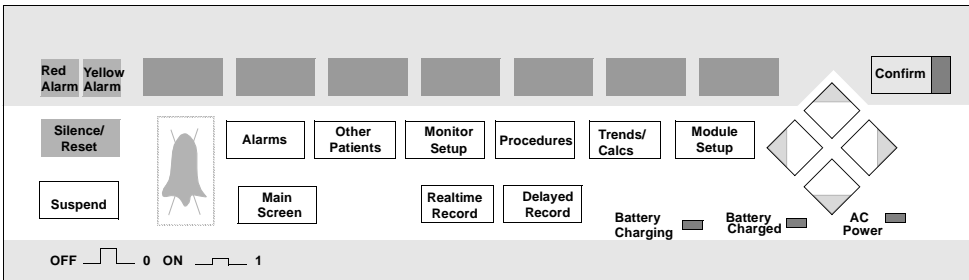 Red Alarm
Yellow Alarm
Confirm
Silence/
Reset
Alarms
Other
Patients
Monitor
Setup
Procedures
Trends/
Calcs
Module
Setup
Suspend
Main
Screen
Realtime
Record
Delayed
Record
Battery
Charging
Battery
Charged
AC
Power
OFF 0 ON 1